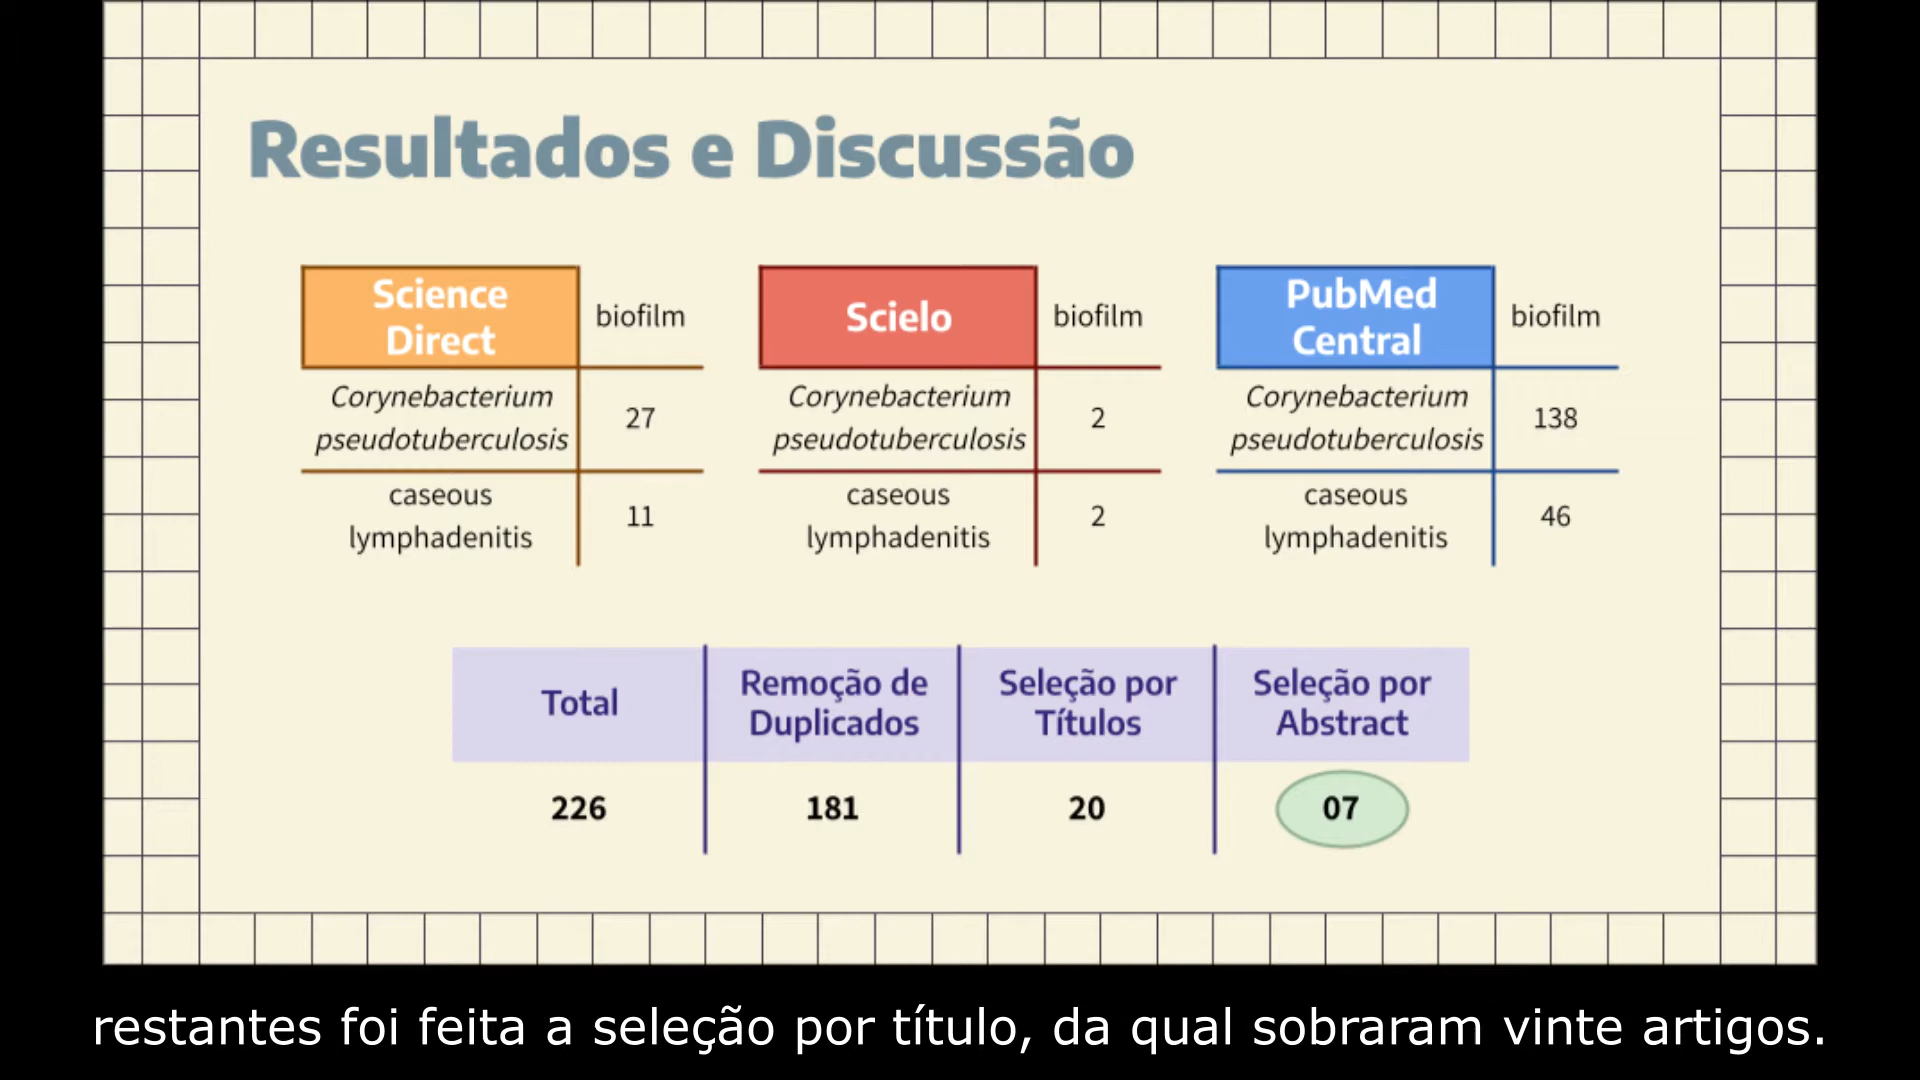 Resultados e Discussão
Science
Direct
biofilm
Corynebacterium
pseudotuberculosis
27
caseous
lymphadenitis
11
Scielo
biofilm
Corynebacterium
pseudotuberculosis
2
caseous
lymphadenitis
2
PubMed
Central
biofilm
Corynebacterium
pseudotuberculosis
138
caseous
lymphadenitis
46
Total
Remoção de
Duplicados
Seleção por
Títulos
Seleção por
Abstract
226
181
20
07
restantes foi feita a seleção por título, da qual sobraram vinte artigos.